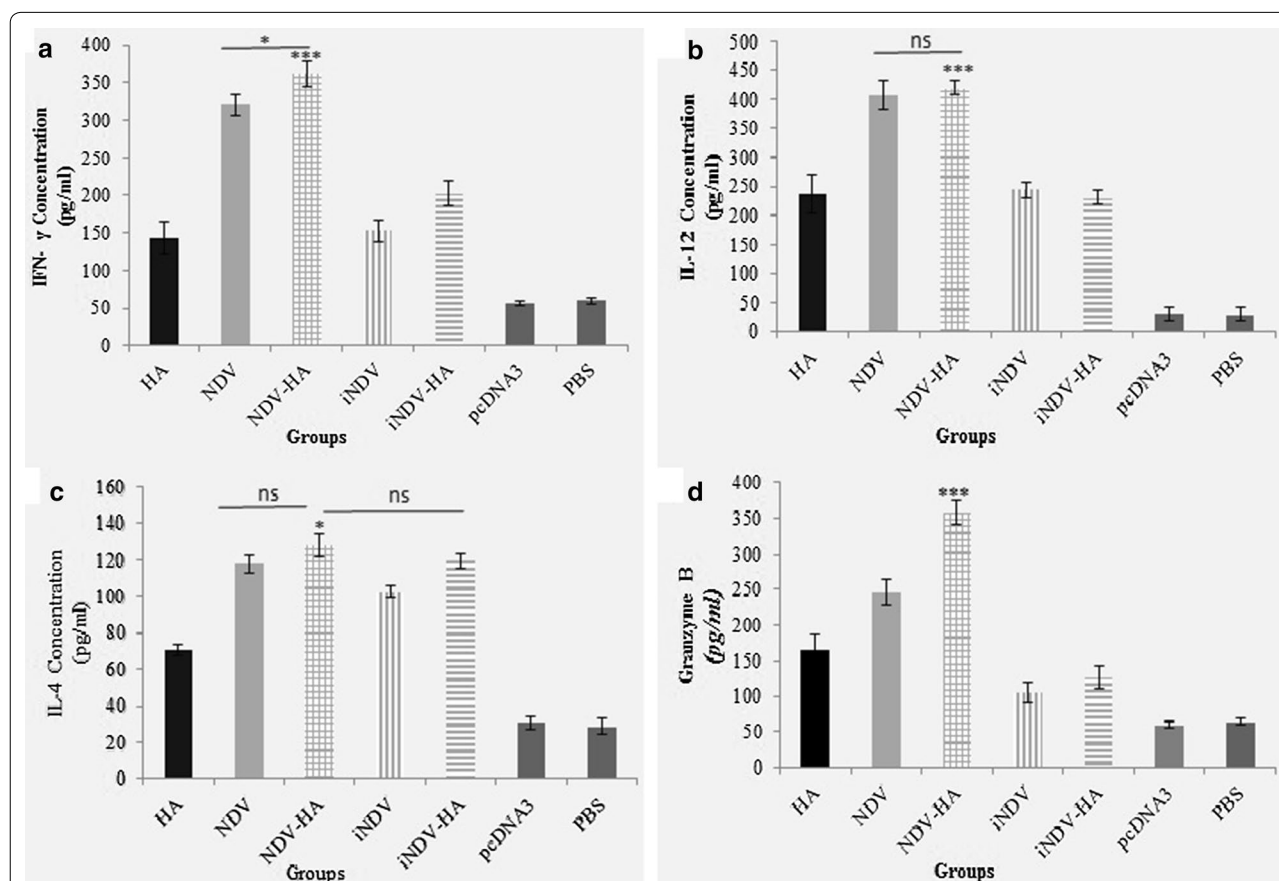 a
*
***
400
350
300
250
200
150
100
50
0
IFN- γ Concentration
(pg/ml)
HA
NDV
NDV-HA
iNDV
iNDV-HA
pcDNA3
PBS
Groups
b
ns
***
500
450
400
350
300
250
200
150
100
50
0
IL-12 Concentration
(pg/ml)
HA
NDV
NDV-HA
iNDV
iNDV-HA
pcDNA3
PBS
Groups
c
ns
ns
*
160
140
120
100
80
60
40
20
0
IL-4 Concentration
(pg/ml)
HA
NDV
NDV-HA
iNDV
iNDV-HA
pcDNA3
PBS
Groups
d
***
400
350
300
250
200
150
100
50
0
Granzyme B
(pg/ml)
HA
NDV
NDV-HA
iNDV
iNDV-HA
pcDNA3
PBS
Groups